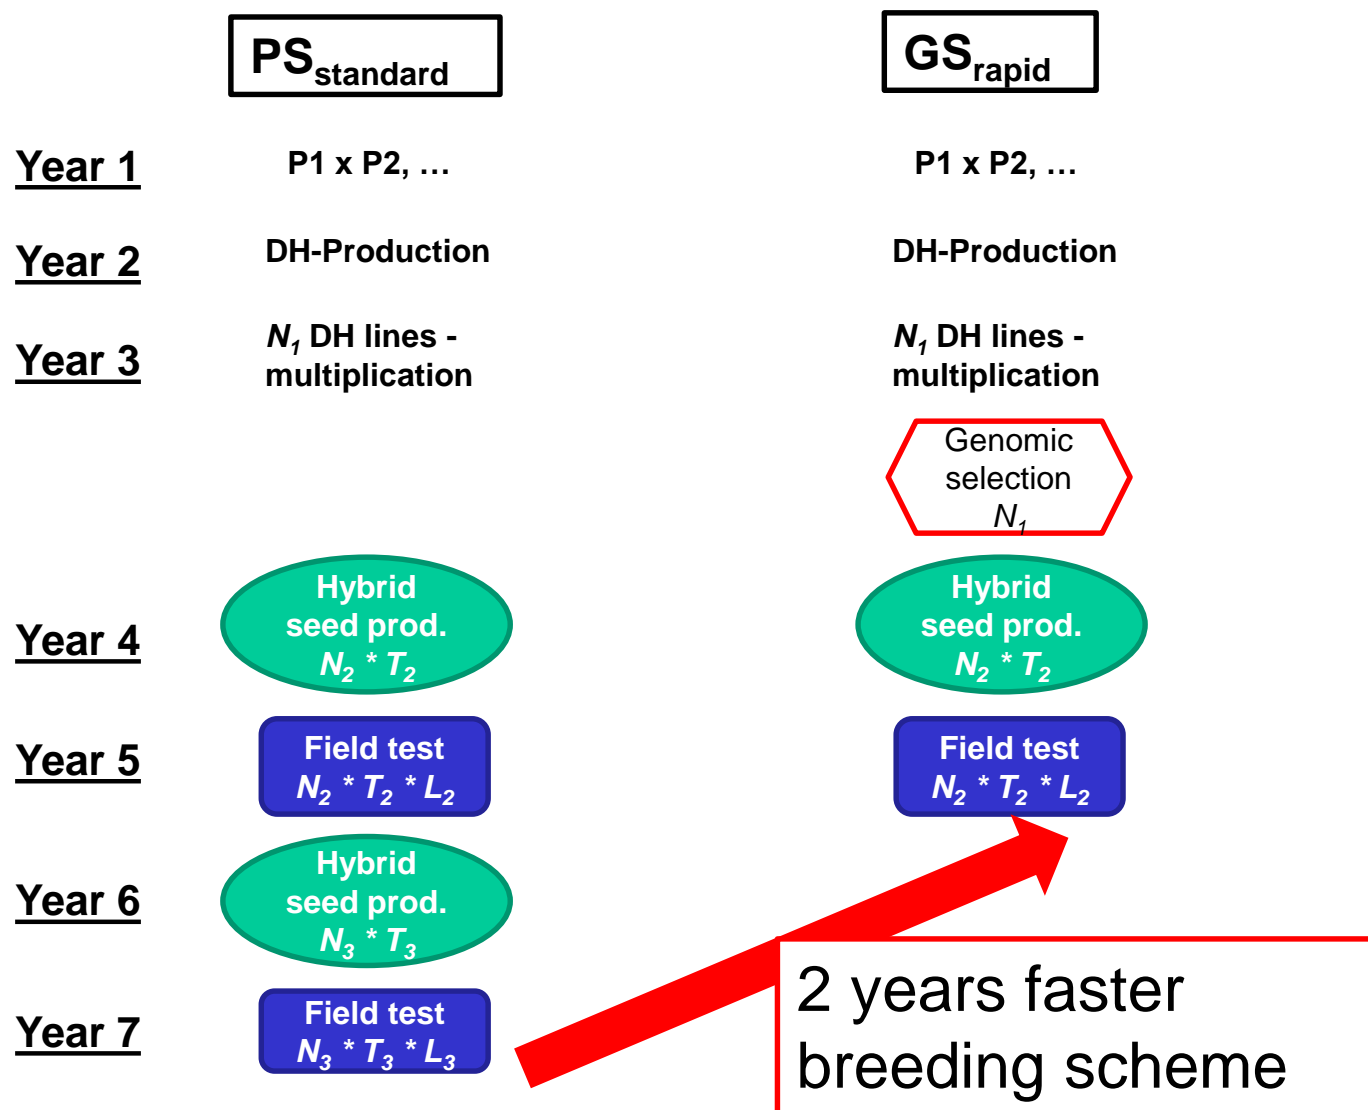 PSstandard GSrapid
Year 1 P1 x P2, … P1 x P2, …
Year 2 DH-Production DH-Production
Year 3 N1 DH lines - N1 DH lines -
multiplication multiplication
Genomic
selection
N1
Year 4 Hybrid Hybrid
seed prod. seed prod.
N2 * T2 N2 * T2
Year 5 Field test Field test
N2 * T2 * L2 N2 * T2 * L2
Year 6 Hybrid
seed prod.
N3 * T3
Year 7 Field test
N3 * T3 * L3
2 years faster
breeding scheme